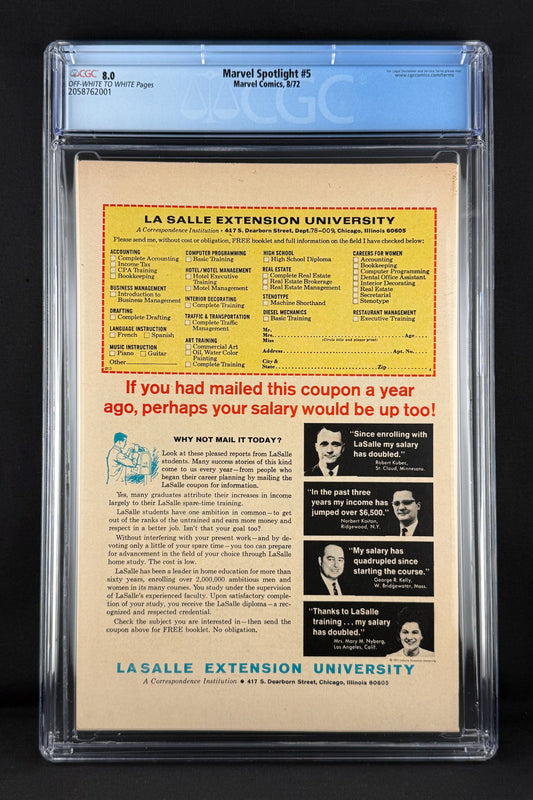 CGC 8.0
OFF-WHITE TO WHITE Pages
2058762001
Marvel Spotlight #5
Marvel Comics, 8/72
www.cgccomics.com/terms
CGC
LA SALLE EXTENSION UNIVERSITY
A Correspondence Institution • 417 S. Dearborn Street, Dept. 78-009, Chicago, Illinois 60605
Please send me, without cost or obligation, FREE booklet and full information on the field I have checked below:
ACCOUNTING
Complete Accounting
Income Tax
CPA Training
Bookkeeping
BUSINESS MANAGEMENT
Introduction to
Business Management
DRAFTING
Complete Drafting
LANGUAGE INSTRUCTION
French Spanish
MUSIC INSTRUCTION
Piano Guitar
Other
COMPUTER PROGRAMMING
Basic Training
HOTEL/MOTEL MANAGEMENT
Hotel Executive
Training
Motel Management
INTERIOR DECORATING
Complete Training
TRAFFIC & TRANSPORTATION
Complete Traffic
Management
ART TRAINING
Commercial Art
Oil, Water Color
Painting
Complete Training
HIGH SCHOOL
High School Diploma
REAL ESTATE
Complete Real Estate
Real Estate Brokerage
Real Estate Management
STENOTYPE
Machine Shorthand
DIESEL MECHANICS
Basic Training
CAREERS FOR WOMEN
Accounting
Bookkeeping
Computer Programming
Dental Office Assistant
Interior Decorating
Real Estate
Secretarial
Stenotype
RESTAURANT MANAGEMENT
Executive Training
Mr.
Mrs. Age
Miss (Circle title and please print)
Address Apt. No.
City &
State Zip
If you had mailed this coupon a year
ago, perhaps your salary would be up too!
WHY NOT MAIL IT TODAY?
Look at these pleased reports from LaSalle
students. Many success stories of this kind
come to us every year—from people who
began their career planning by mailing the
LaSalle coupon for information.
Yes, many graduates attribute their increases in income
largely to their LaSalle spare-time training.
LaSalle students have one ambition in common—to get
out of the ranks of the untrained and earn more money and
respect in a better job. Isn't that your goal too?
Without interfering with your present work—and by de-
voting only a little of your spare time—you too can prepare
for advancement in the field of your choice through LaSalle
home study. The cost is low.
LaSalle has been a leader in home education for more than
sixty years, enrolling over 2,000,000 ambitious men and
women in its many courses. You study under the supervision
of LaSalle's experienced faculty. Upon satisfactory comple-
tion of your study, you receive the LaSalle diploma—a rec-
ognized and respected credential.
Check the subject you are interested in—then send the
coupon above for FREE booklet. No obligation.
"Since enrolling with
LaSalle my salary
has doubled."
Robert Kubec,
St. Cloud, Minnesota.
"In the past three
years my income has
jumped over $6,500."
Norbert Kaiton,
Ridgewood, N.Y.
"My salary has
quadrupled since
starting the course."
George R. Kelly,
W. Bridgewater, Mass.
"Thanks to LaSalle
training ... my salary
has doubled."
Mrs. Mary M. Nyberg,
Los Angeles, Calif.
LASALLE EXTENSION UNIVERSITY
A Correspondence Institution • 417 S. Dearborn Street, Chicago, Illinois 60605